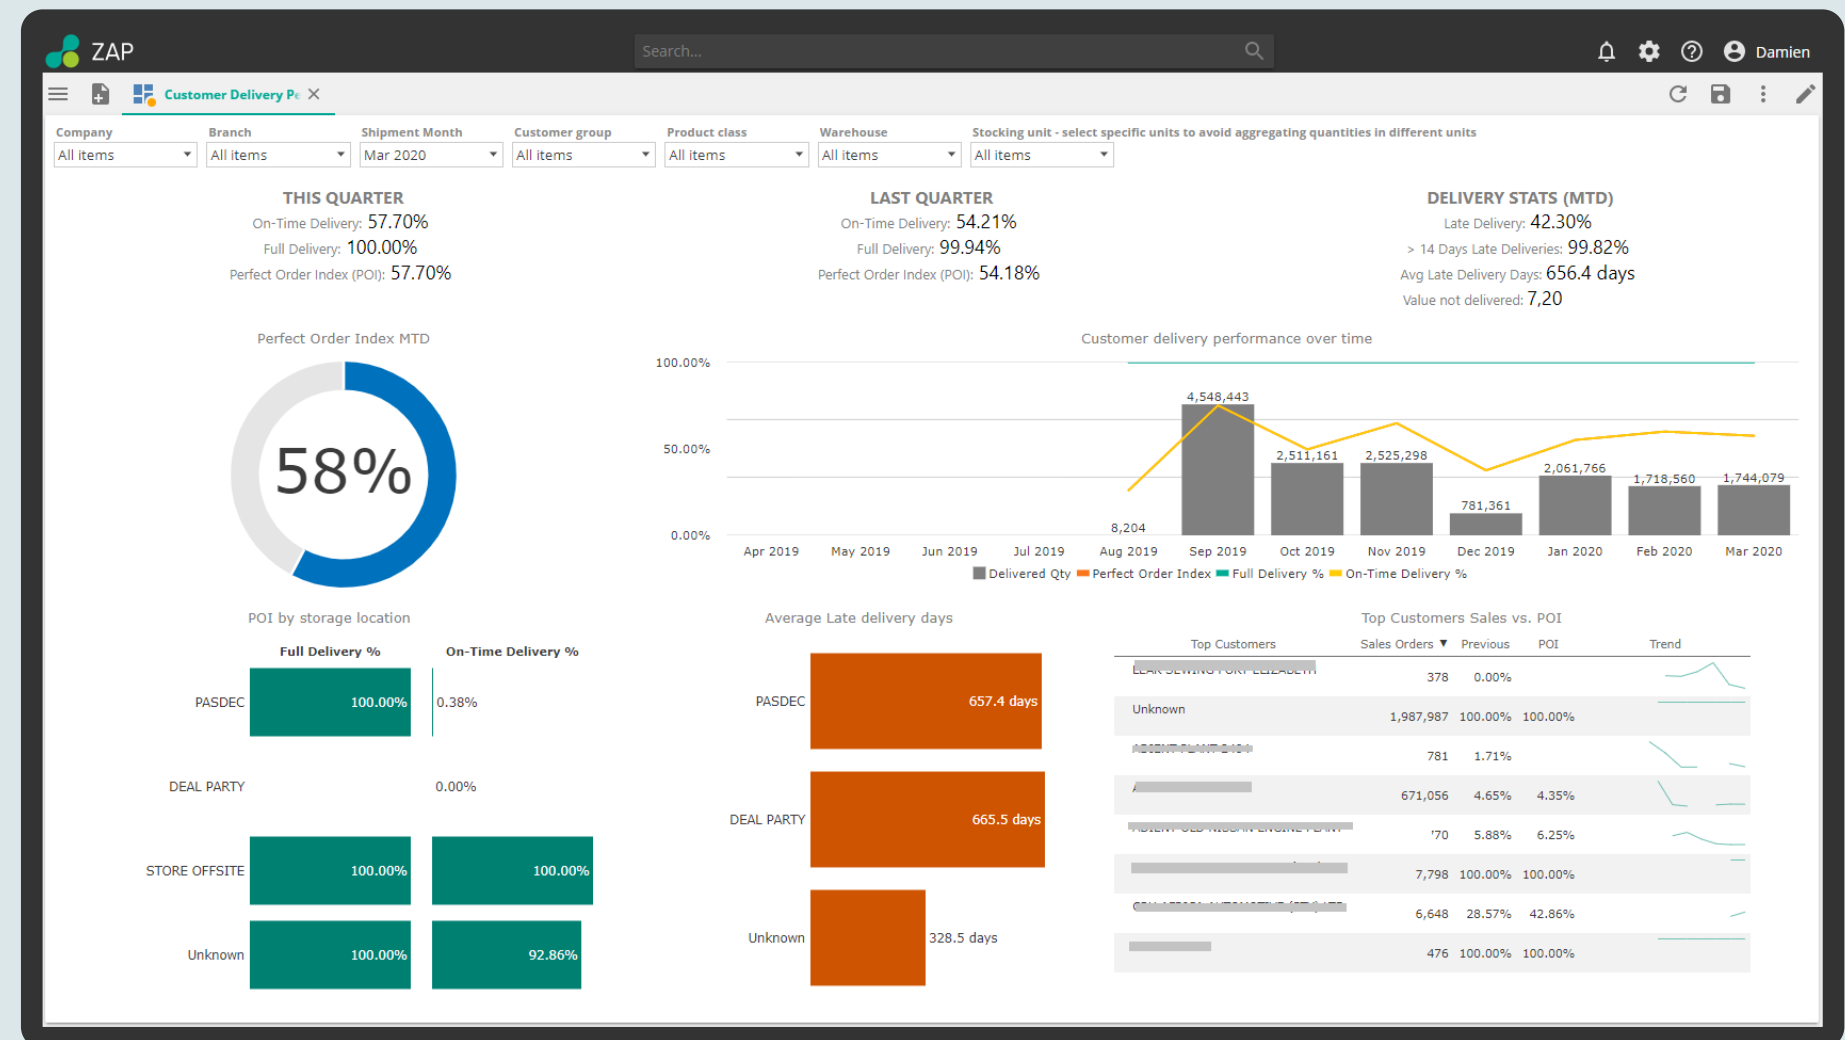 ZAP
Search...
Damien
Customer Delivery Pe
Company
Branch
Shipment Month
Customer group
Product class
Warehouse
Stocking unit - select specific units to avoid aggregating quantities in different units
All items
All items
Mar 2020
All items
All items
All items
All items
THIS QUARTER
On-Time Delivery: 57.70%
Full Delivery: 100.00%
Perfect Order Index (POI): 57.70%
LAST QUARTER
On-Time Delivery: 54.21%
Full Delivery: 99.94%
Perfect Order Index (POI): 54.18%
DELIVERY STATS (MTD)
Late Delivery: 42.30%
> 14 Days Late Deliveries: 99.82%
Avg Late Delivery Days: 656.4 days
Value not delivered: 7,20
Perfect Order Index MTD
58%
Customer delivery performance over time
100.00%
50.00%
0.00%
8,204
4,548,443
2,511,161
2,525,298
781,361
2,061,766
1,718,560
1,744,079
Apr 2019 May 2019 Jun 2019 Jul 2019 Aug 2019 Sep 2019 Oct 2019 Nov 2019 Dec 2019 Jan 2020 Feb 2020 Mar 2020
Delivered Qty Perfect Order Index Full Delivery % On-Time Delivery %
POI by storage location
Full Delivery % On-Time Delivery %
PASDEC 100.00% 0.38%
DEAL PARTY 0.00%
STORE OFFSITE 100.00% 100.00%
Unknown 100.00% 92.86%
Average Late delivery days
PASDEC 657.4 days
DEAL PARTY 665.5 days
Unknown 328.5 days
Top Customers Sales vs. POI
Top Customers Sales Orders ▼ Previous POI Trend
378 0.00%
Unknown 1,987,987 100.00% 100.00%
781 1.71%
671,056 4.65% 4.35%
70 5.88% 6.25%
7,798 100.00% 100.00%
6,648 28.57% 42.86%
476 100.00% 100.00%